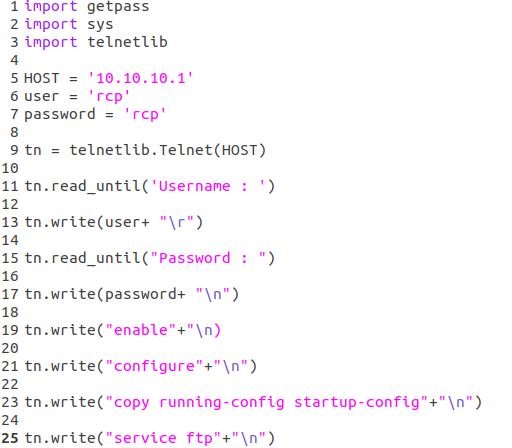 1 import getpass
2 import sys
3 import telnetlib
4
5 HOST = '10.10.10.1'
6 user = 'rcp'
7 password = 'rcp'
8
9 tn = telnetlib.Telnet(HOST)
10
11 tn.read_until('Username : ')
12
13 tn.write(user+ "\r")
14
15 tn.read_until("Password : ")
16
17 tn.write(password+ "\n")
18
19 tn.write("enable"+"\n)
20
21 tn.write("configure"+"\n")
22
23 tn.write("copy running-config startup-config"+"\n")
24
25 tn.write("service ftp"+"\n")